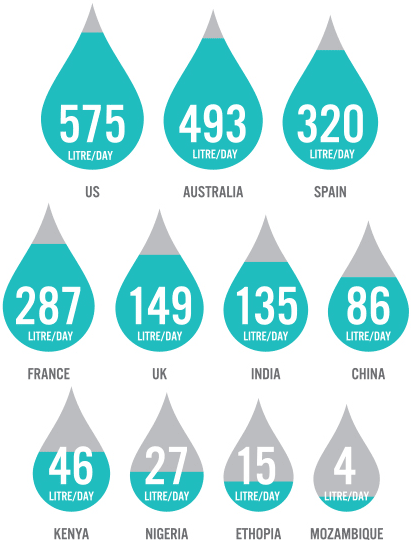 575 493 320
LITRE/DAY LITRE/DAY LITRE/DAY
US AUSTRALIA SPAIN
287 149 135 86
LITRE/DAY LITRE/DAY LITRE/DAY LITRE/DAY
FRANCE UK INDIA CHINA
46 27 15 4
LITRE/DAY LITRE/DAY LITRE/DAY LITRE/DAY
KENYA NIGERIA ETHOPIA MOZAMBIQUE